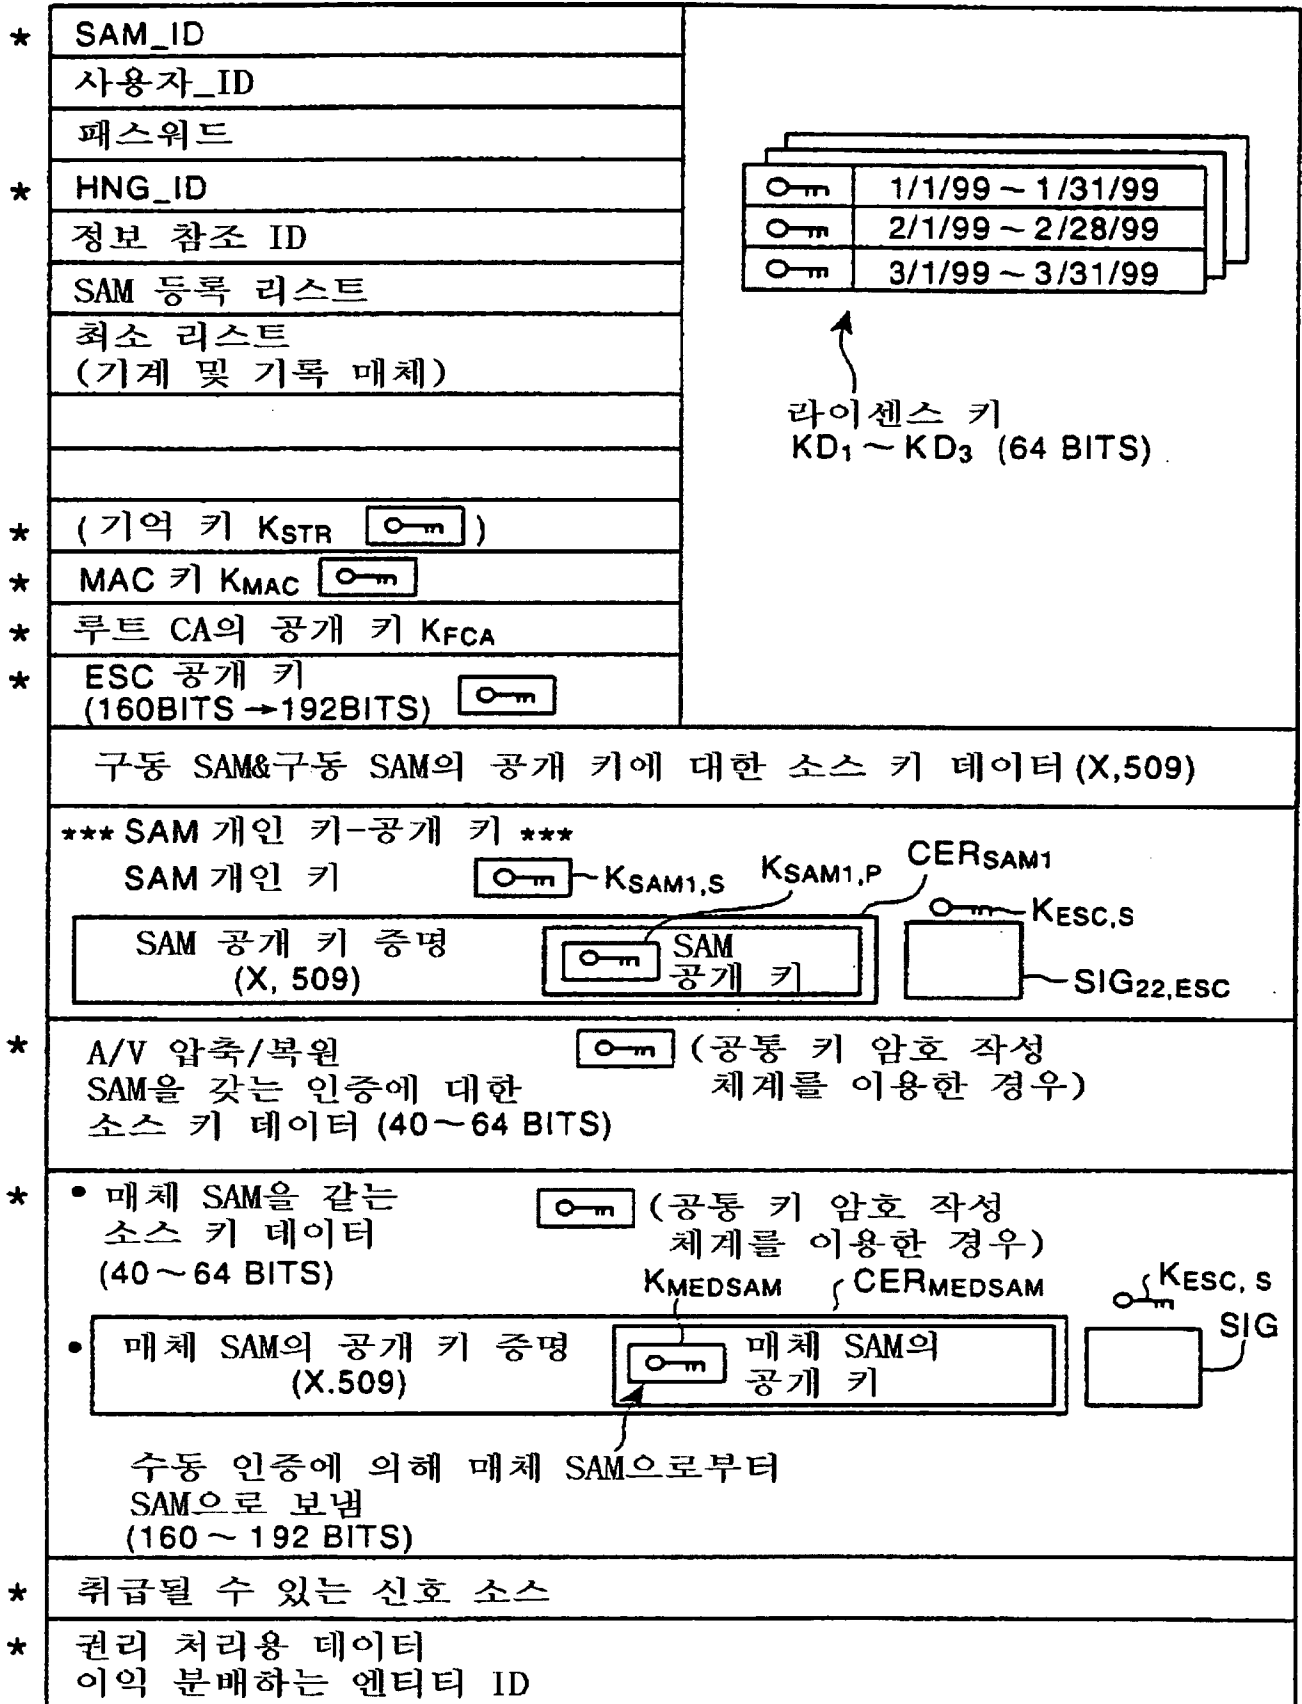 * SAM_ID
사용자_ID
패스워드
* HNG_ID
정보 참조 ID
SAM 등록 리스트
최소 리스트
(기계 및 기록 매체)
1/1/99 ~ 1/31/99
2/1/99 ~ 2/28/99
3/1/99 ~ 3/31/99
라이센스 키
KD1 ~ KD3 (64 BITS)
* (기억 키 KSTR )
* MAC 키 KMAC
* 루트 CA의 공개 키 KFCA
* ESC 공개 키
(160BITS → 192BITS)
구동 SAM&구동 SAM의 공개 키에 대한 소스 키 데이터 (X,509)
*** SAM 개인 키-공개 키 ***
SAM 개인 키 KSAM1,S KSAM1,P CERSAM1
KESC,S
SAM 공개 키 증명 SAM
(X, 509) 공개 키
SIG22,ESC
* A/V 압축/복원 (공통 키 암호 작성
SAM을 갖는 인증에 대한 체계를 이용한 경우)
소스 키 데이터 (40~64 BITS)
* • 매체 SAM을 같는 (공통 키 암호 작성
소스 키 데이터 체계를 이용한 경우)
(40~64 BITS)
KMEDSAM CERMEDSAM KESC, S
SIG
• 매체 SAM의 공개 키 증명 매체 SAM의
(X.509) 공개 키
수동 인증에 의해 매체 SAM으로부터
SAM으로 보냄
(160 ~ 192 BITS)
* 취급될 수 있는 신호 소스
* 권리 처리용 데이터
이익 분배하는 엔티티 ID